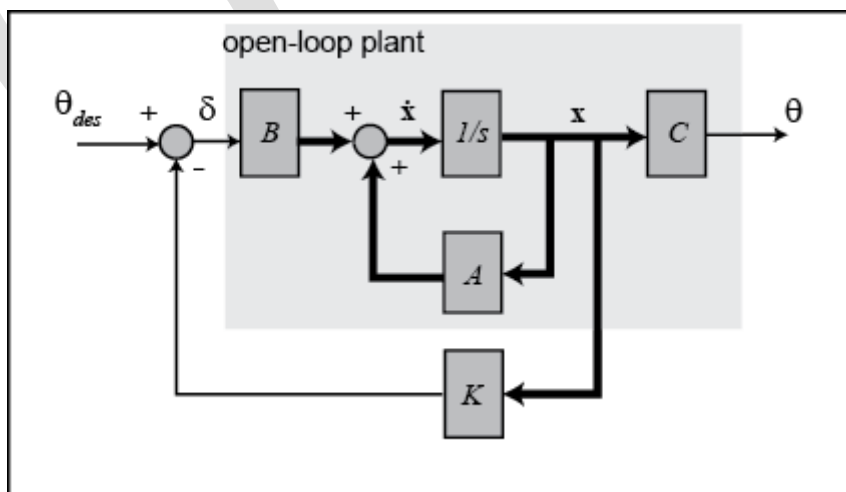 open-loop plant
θdes + - δ B + + ẋ 1/s x C θ
A
K